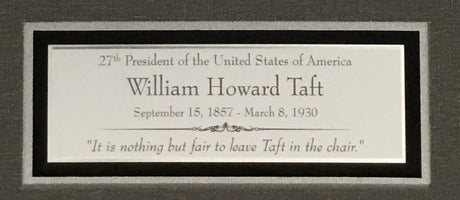 27th President of the United States of America
William Howard Taft
September 15, 1857 - March 8, 1930
"It is nothing but fair to leave Taft in the chair."